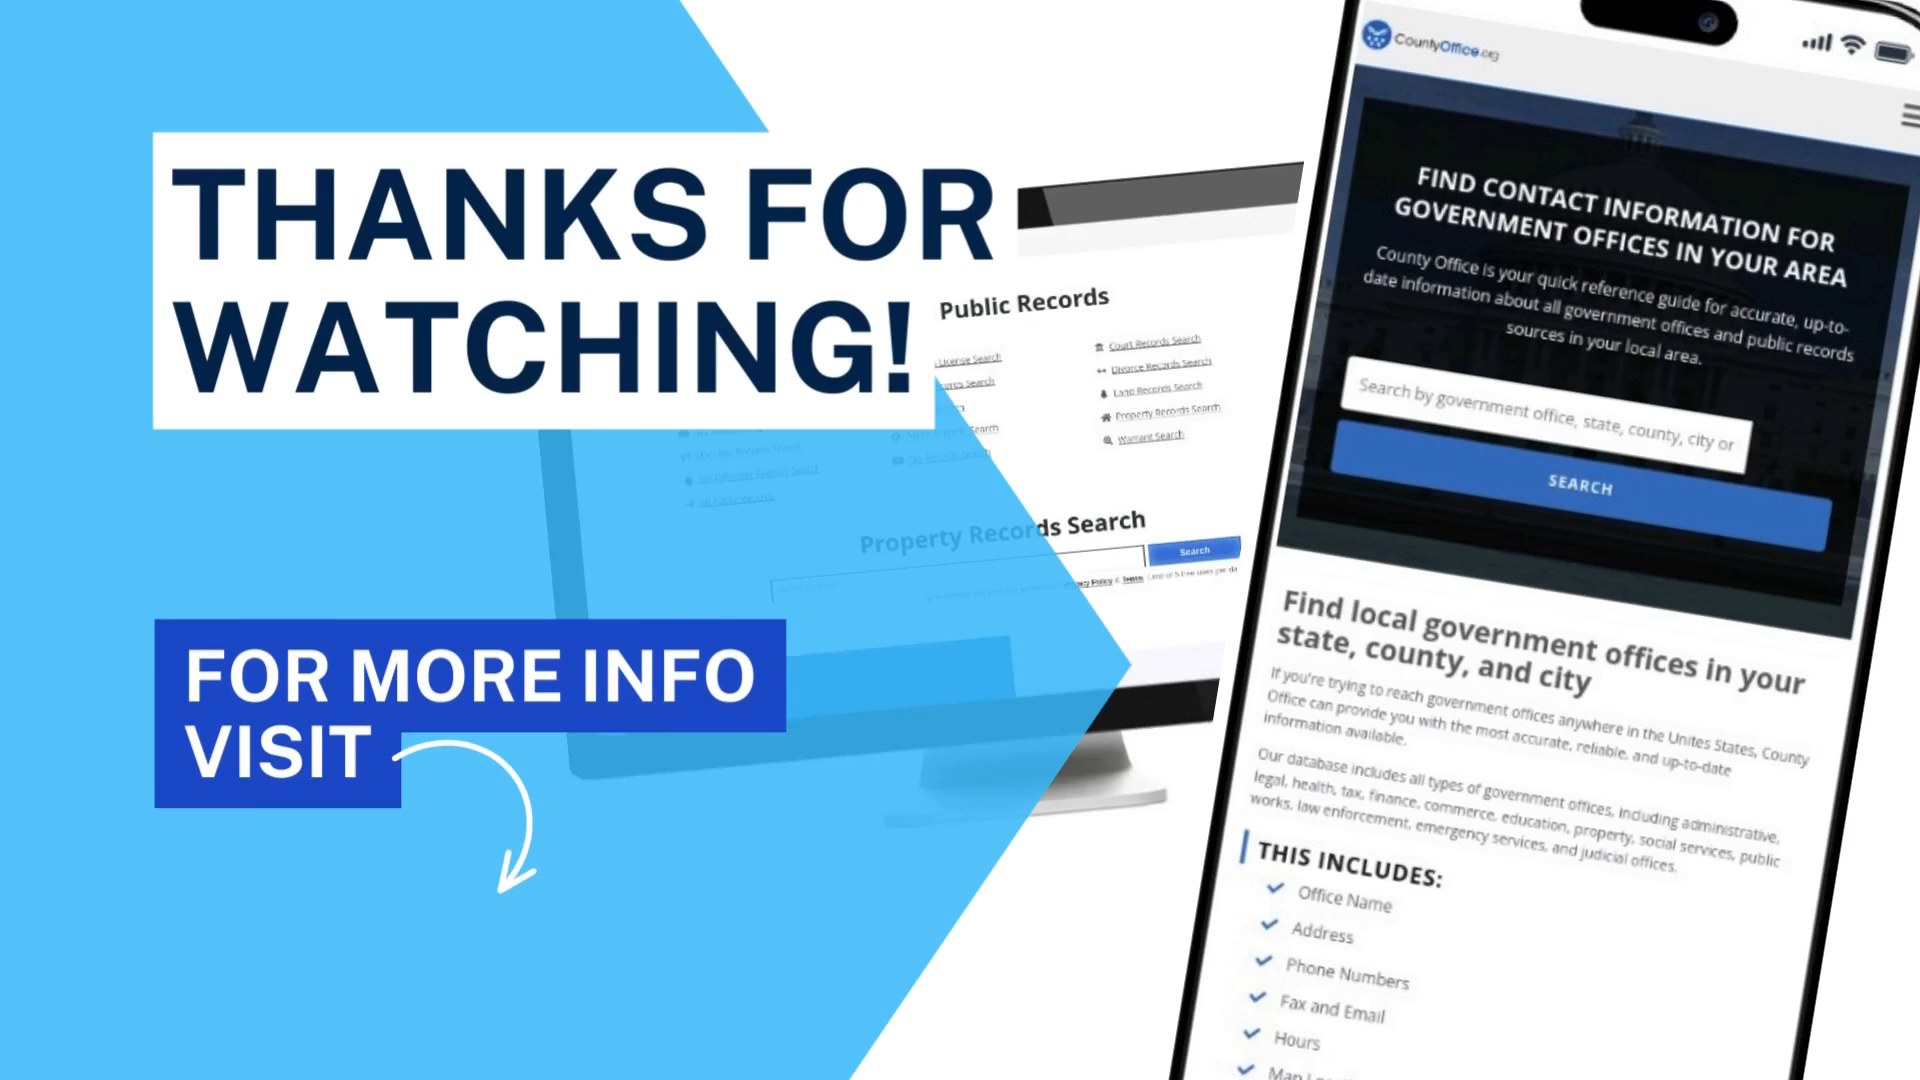 THANKS FOR
WATCHING!
FOR MORE INFO
VISIT
Public Records
License Search
Court Records Search
Divorce Records Search
Land Records Search
Property Records Search
Warrant Search
Property Records Search
Search
CountyOffice.org
FIND CONTACT INFORMATION FOR
GOVERNMENT OFFICES IN YOUR AREA
County Office is your quick reference guide for accurate, up-to-
date information about all government offices and public records
sources in your local area.
Search by government office, state, county, city or
SEARCH
Find local government offices in your
state, county, and city
If you're trying to reach government offices anywhere in the Unites States, County
Office can provide you with the most accurate, reliable, and up-to-date
information available.
Our database includes all types of government offices, including administrative,
legal, health, tax, finance, commerce, education, property, social services, public
works, law enforcement, emergency services, and judicial offices.
THIS INCLUDES:
Office Name
Address
Phone Numbers
Fax and Email
Hours